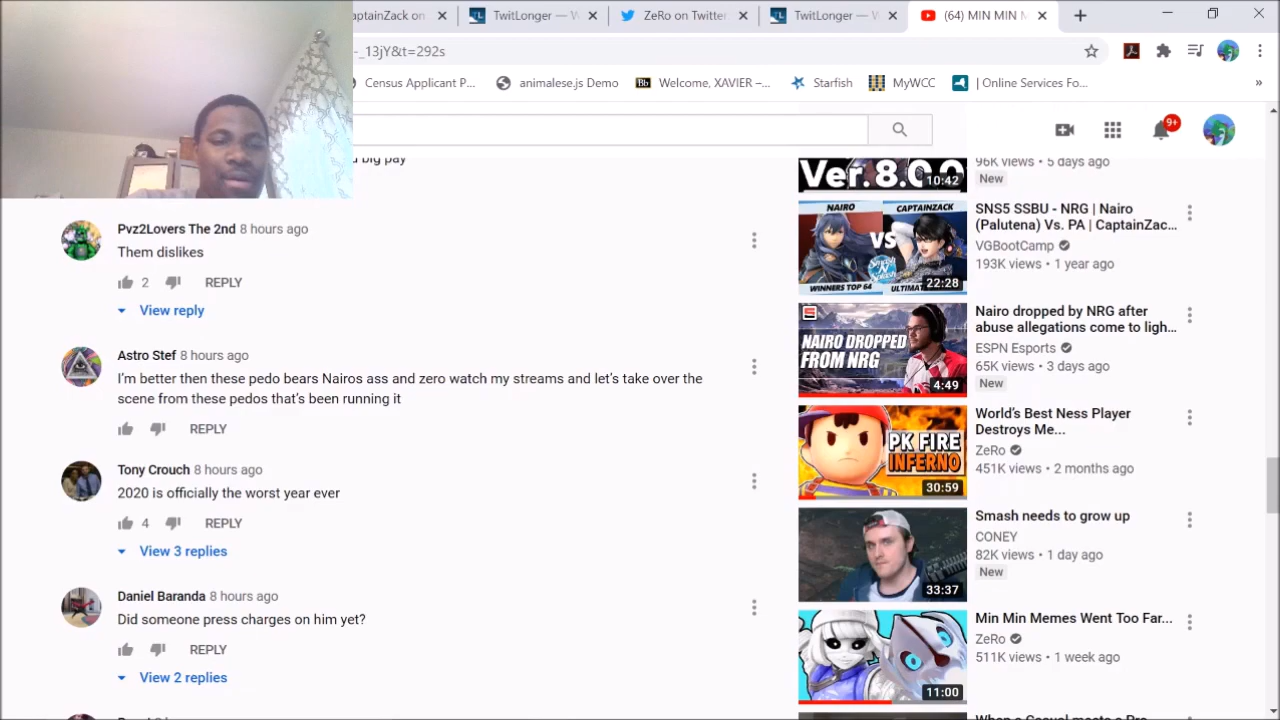 aptainZack on
TwitLonger — W
ZeRo on Twitter:
TwitLonger — W
(64) MIN MIN M
-_13jY&t=292s
Census Applicant P...
animalese.js Demo
Bb
Welcome, XAVIER –...
Starfish
MyWCC
| Online Services Fo...
»
9+
d big pay
Pvz2Lovers The 2nd 8 hours ago
Them dislikes
2
REPLY
View reply
Astro Stef 8 hours ago
I'm better then these pedo bears Nairos ass and zero watch my streams and let's take over the
scene from these pedos that's been running it
REPLY
Tony Crouch 8 hours ago
2020 is officially the worst year ever
4
REPLY
View 3 replies
Daniel Baranda 8 hours ago
Did someone press charges on him yet?
REPLY
View 2 replies
Ver. 8.0.0
10:42
96K views • 5 days ago
New
NAIRO
CAPTAINZACK
VS
WINNERS TOP 64
22:28
SNS5 SSBU - NRG | Nairo
(Palutena) Vs. PA | CaptainZac...
VGBootCamp
193K views • 1 year ago
NAIRO DROPPED
FROM NRG
4:49
Nairo dropped by NRG after
abuse allegations come to ligh...
ESPN Esports
65K views • 3 days ago
New
PK FIRE
INFERNO
30:59
World's Best Ness Player
Destroys Me...
ZeRo
451K views • 2 months ago
33:37
Smash needs to grow up
CONEY
82K views • 1 day ago
New
11:00
Min Min Memes Went Too Far...
ZeRo
511K views • 1 week ago